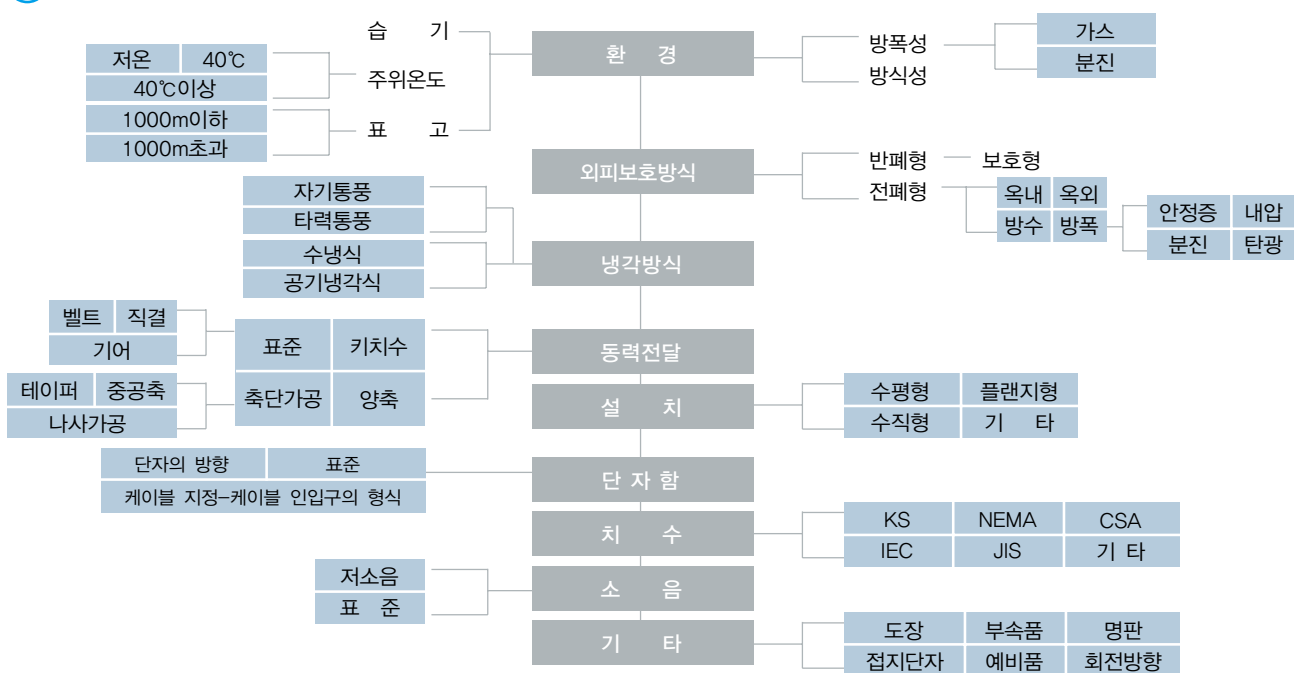 습 기
환 경
방폭성
가스
저온 40℃
주위온도
방식성
분진
40℃이상
1000m이하
표 고
1000m초과
외피보호방식
반폐형 보호형
자기통풍
전폐형
옥내 옥외
타력통풍
방수 방폭
안정증 내압
수냉식
냉각방식
분진 탄광
공기냉각식
벨트 직결
기어
표준 키치수
동력전달
테이퍼 중공축
축단가공 양축
나사가공
설 치
수평형 플랜지형
수직형 기 타
단자의 방향 표준
단 자 함
케이블 지정-케이블 인입구의 형식
치 수
KS NEMA CSA
IEC JIS 기 타
저소음
소 음
표 준
기 타
도장 부속품 명판
접지단자 예비품 회전방향